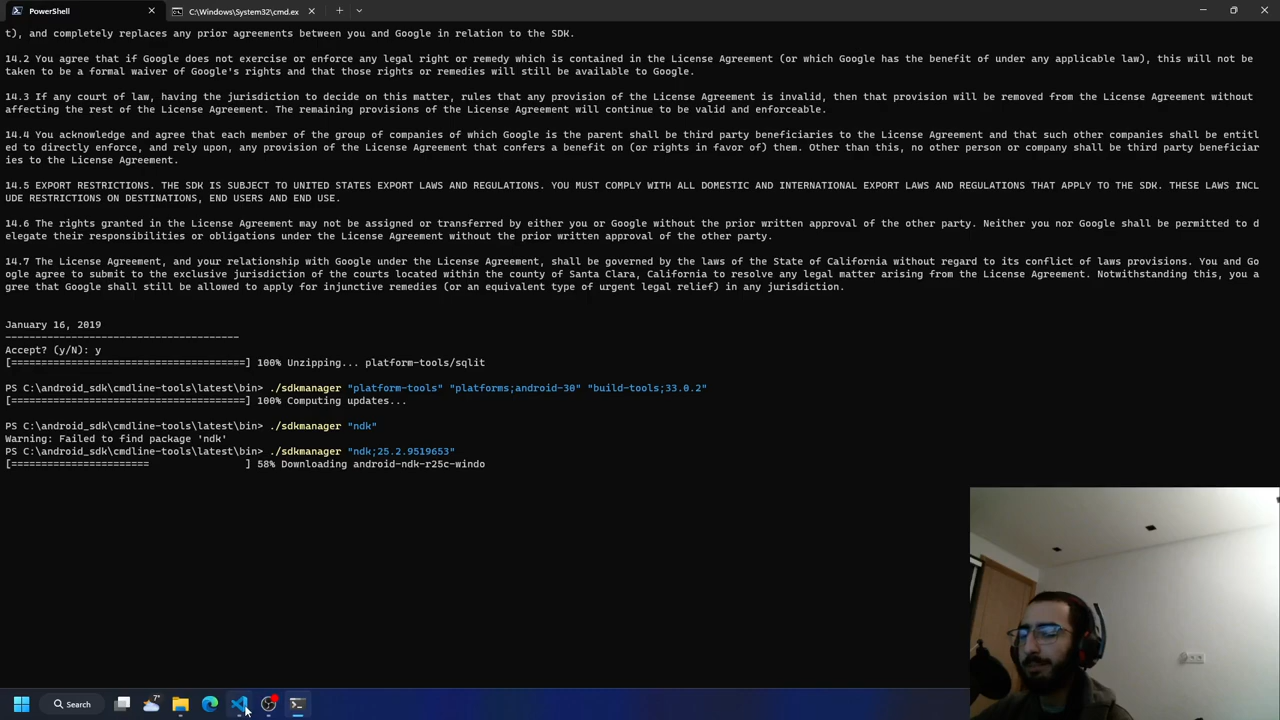 PowerShell
C:\Windows\System32\cmd.ex
t), and completely replaces any prior agreements between you and Google in relation to the SDK.
14.2 You agree that if Google does not exercise or enforce any legal right or remedy which is contained in the License Agreement (or which Google has the benefit of under any applicable law), this will not be
taken to be a formal waiver of Google's rights and that those rights or remedies will still be available to Google.
14.3 If any court of law, having the jurisdiction to decide on this matter, rules that any provision of the License Agreement is invalid, then that provision will be removed from the License Agreement without
affecting the rest of the License Agreement. The remaining provisions of the License Agreement will continue to be valid and enforceable.
14.4 You acknowledge and agree that each member of the group of companies of which Google is the parent shall be third party beneficiaries to the License Agreement and that such other companies shall be entitl
ed to directly enforce, and rely upon, any provision of the License Agreement that confers a benefit on (or rights in favor of) them. Other than this, no other person or company shall be third party beneficiar
ies to the License Agreement.
14.5 EXPORT RESTRICTIONS. THE SDK IS SUBJECT TO UNITED STATES EXPORT LAWS AND REGULATIONS. YOU MUST COMPLY WITH ALL DOMESTIC AND INTERNATIONAL EXPORT LAWS AND REGULATIONS THAT APPLY TO THE SDK. THESE LAWS INCL
UDE RESTRICTIONS ON DESTINATIONS, END USERS AND END USE.
14.6 The rights granted in the License Agreement may not be assigned or transferred by either you or Google without the prior written approval of the other party. Neither you nor Google shall be permitted to d
elegate their responsibilities or obligations under the License Agreement without the prior written approval of the other party.
14.7 The License Agreement, and your relationship with Google under the License Agreement, shall be governed by the laws of the State of California without regard to its conflict of laws provisions. You and Go
ogle agree to submit to the exclusive jurisdiction of the courts located within the county of Santa Clara, California to resolve any legal matter arising from the License Agreement. Notwithstanding this, you a
gree that Google shall still be allowed to apply for injunctive remedies (or an equivalent type of urgent legal relief) in any jurisdiction.
January 16, 2019
---------------------------------------
Accept? (y/N): y
[=======================================] 100% Unzipping... platform-tools/sqlit
PS C:\android_sdk\cmdline-tools\latest\bin> ./sdkmanager "platform-tools" "platforms;android-30" "build-tools;33.0.2"
[=======================================] 100% Computing updates...
PS C:\android_sdk\cmdline-tools\latest\bin> ./sdkmanager "ndk"
Warning: Failed to find package 'ndk'
PS C:\android_sdk\cmdline-tools\latest\bin> ./sdkmanager "ndk;25.2.9519653"
[=======================                ] 58% Downloading android-ndk-r25c-windo
7°
Search